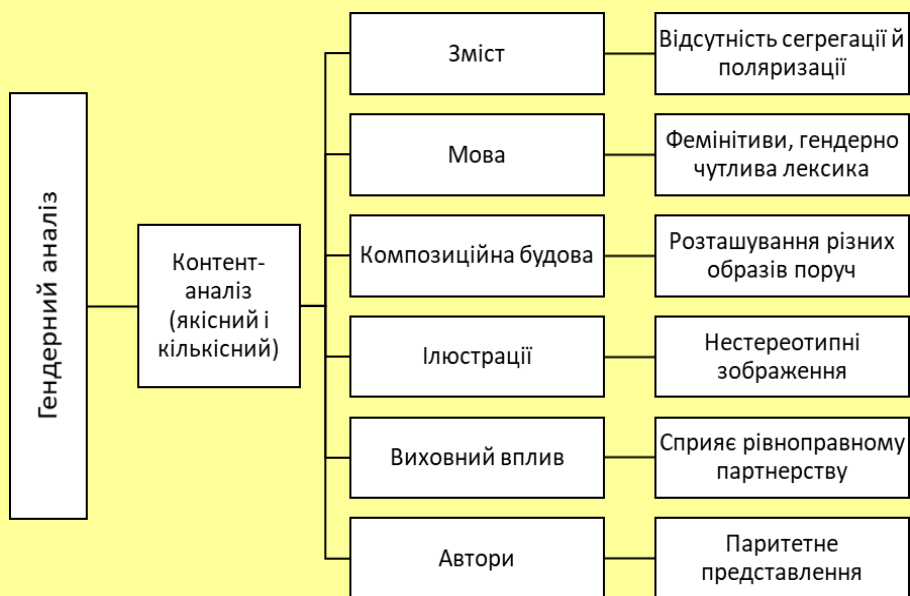 Гендерний аналіз
Контент-
аналіз
(якісний і
кількісний)
Зміст
Відсутність сегрегації й
поляризації
Мова
Фемінітиви, гендерно
чутлива лексика
Композиційна будова
Розташування різних
образів поруч
Ілюстрації
Нестереотипні
зображення
Виховний вплив
Сприяє рівноправному
партнерству
Автори
Паритетне
представлення